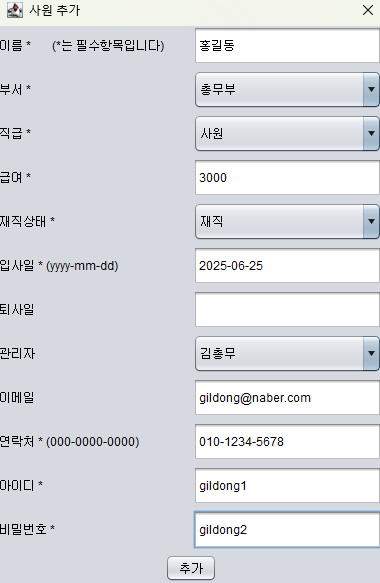 사원 추가
이름 * (*는 필수항목입니다) 홍길동
부서 * 총무부
직급 * 사원
급여 * 3000
재직상태 * 재직
입사일 * (yyyy-mm-dd) 2025-06-25
퇴사일
관리자 김총무
이메일 gildong@naber.com
연락처 * (000-0000-0000) 010-1234-5678
아이디 * gildong1
비밀번호 * gildong2
추가